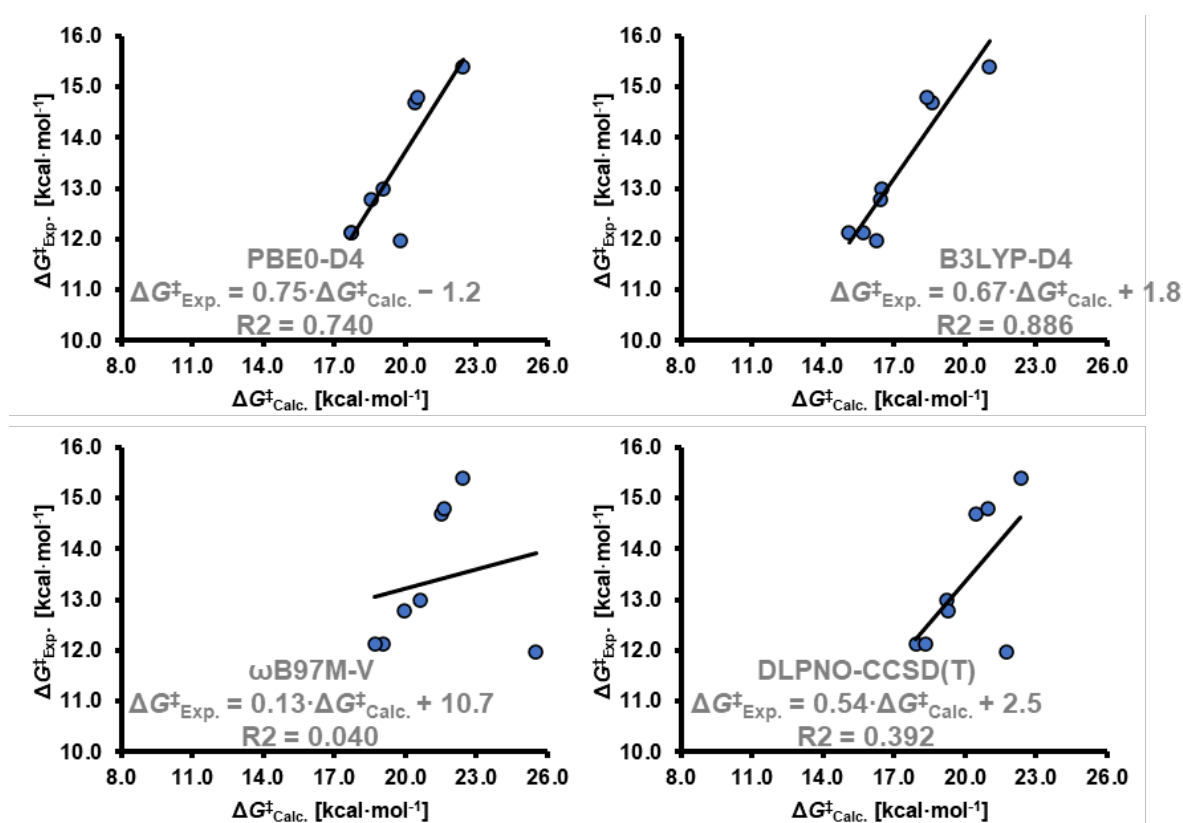 16.0
15.0
14.0
13.0
12.0
11.0
10.0
ΔG‡Exp. [kcal·mol-1]
PBE0-D4
ΔG‡Exp. = 0.75·ΔG‡Calc. − 1.2
R2 = 0.740
8.0 11.0 14.0 17.0 20.0 23.0 26.0
ΔG‡Calc. [kcal·mol-1]
16.0
15.0
14.0
13.0
12.0
11.0
10.0
ΔG‡Exp. [kcal·mol-1]
B3LYP-D4
ΔG‡Exp. = 0.67·ΔG‡Calc. + 1.8
R2 = 0.886
8.0 11.0 14.0 17.0 20.0 23.0 26.0
ΔG‡Calc. [kcal·mol-1]
16.0
15.0
14.0
13.0
12.0
11.0
10.0
ΔG‡Exp. [kcal·mol-1]
ωB97M-V
ΔG‡Exp. = 0.13·ΔG‡Calc. + 10.7
R2 = 0.040
8.0 11.0 14.0 17.0 20.0 23.0 26.0
ΔG‡Calc. [kcal·mol-1]
16.0
15.0
14.0
13.0
12.0
11.0
10.0
ΔG‡Exp. [kcal·mol-1]
DLPNO-CCSD(T)
ΔG‡Exp. = 0.54·ΔG‡Calc. + 2.5
R2 = 0.392
8.0 11.0 14.0 17.0 20.0 23.0 26.0
ΔG‡Calc. [kcal·mol-1]